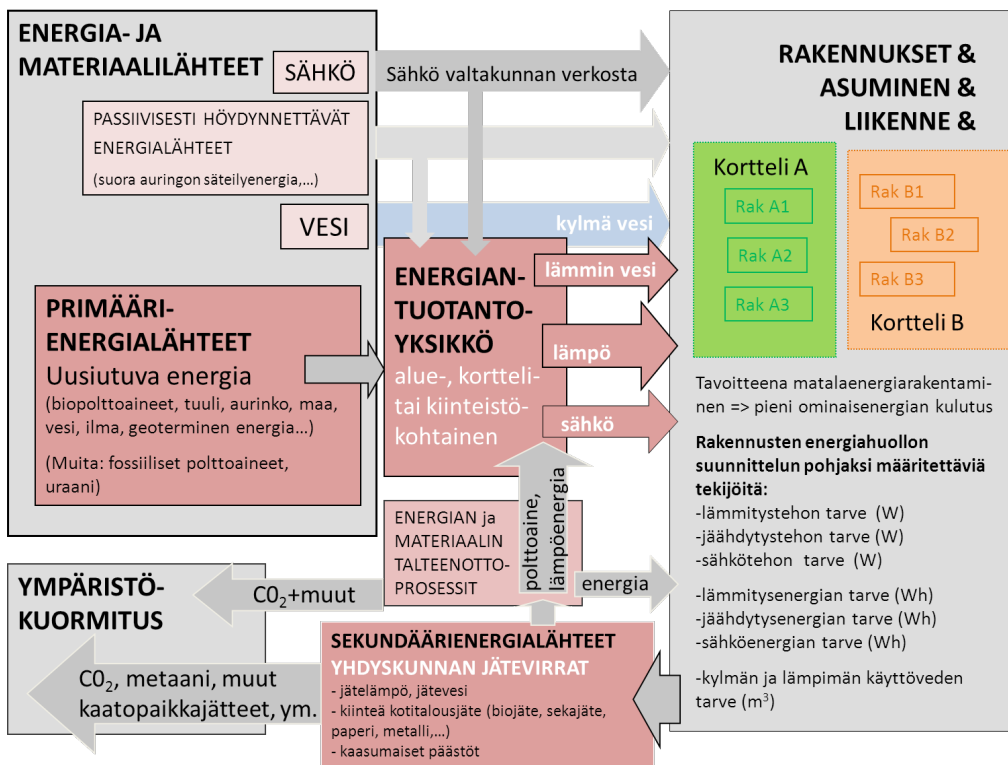 ENERGIA- JA
MATERIAALILÄHTEET
SÄHKÖ
PASSIIVISESTI HÖYDYNNETTÄVÄT
ENERGIALÄHTEET
(suora auringon säteilyenergia,...)
VESI
PRIMÄÄRI-
ENERGIALÄHTEET
Uusiutuva energia
(biopolttoaineet, tuuli, aurinko, maa,
vesi, ilma, geoterminen energia...)
(Muita: fossiiliset polttoaineet,
uraani)
Sähkö valtakunnan verkosta
kylmä vesi
ENERGIAN-
TUOTANTO-
YKSIKKÖ
alue-, kortteli-
tai kiinteistö-
kohtainen
lämmin vesi
lämpö
sähkö
polttoaine,
lämpöenergia
ENERGIAN ja
MATERIAALIN
TALTEENOTTO-
PROSESSIT
energia
RAKENNUKSET &
ASUMINEN &
LIIKENNE &
Kortteli A
Rak A1
Rak A2
Rak A3
Rak B1
Rak B2
Rak B3
Kortteli B
Tavoitteena matalaenergiarakentami-
nen => pieni ominaisenergian kulutus
Rakennusten energiahuollon
suunnittelun pohjaksi määritettäviä
tekijöitä:
-lämmitystehon tarve (W)
-jäähdytystehon tarve (W)
-sähkötehon tarve (W)
-lämmitysenergian tarve (Wh)
-jäähdytysenergian tarve (Wh)
-sähköenergian tarve (Wh)
-kylmän ja lämpimän käyttöveden
tarve (m³)
YMPÄRISTÖ-
KUORMITUS
C0₂+muut
C0₂, metaani, muut
kaatopaikkajätteet, ym.
SEKUNDÄÄRIENERGIALÄHTEET
YHDYSKUNNAN JÄTEVIRRAT
- jätelämpö, jätevesi
- kiinteä kotitalousjäte (biojäte, sekajäte,
paperi, metalli,...)
- kaasumaiset päästöt